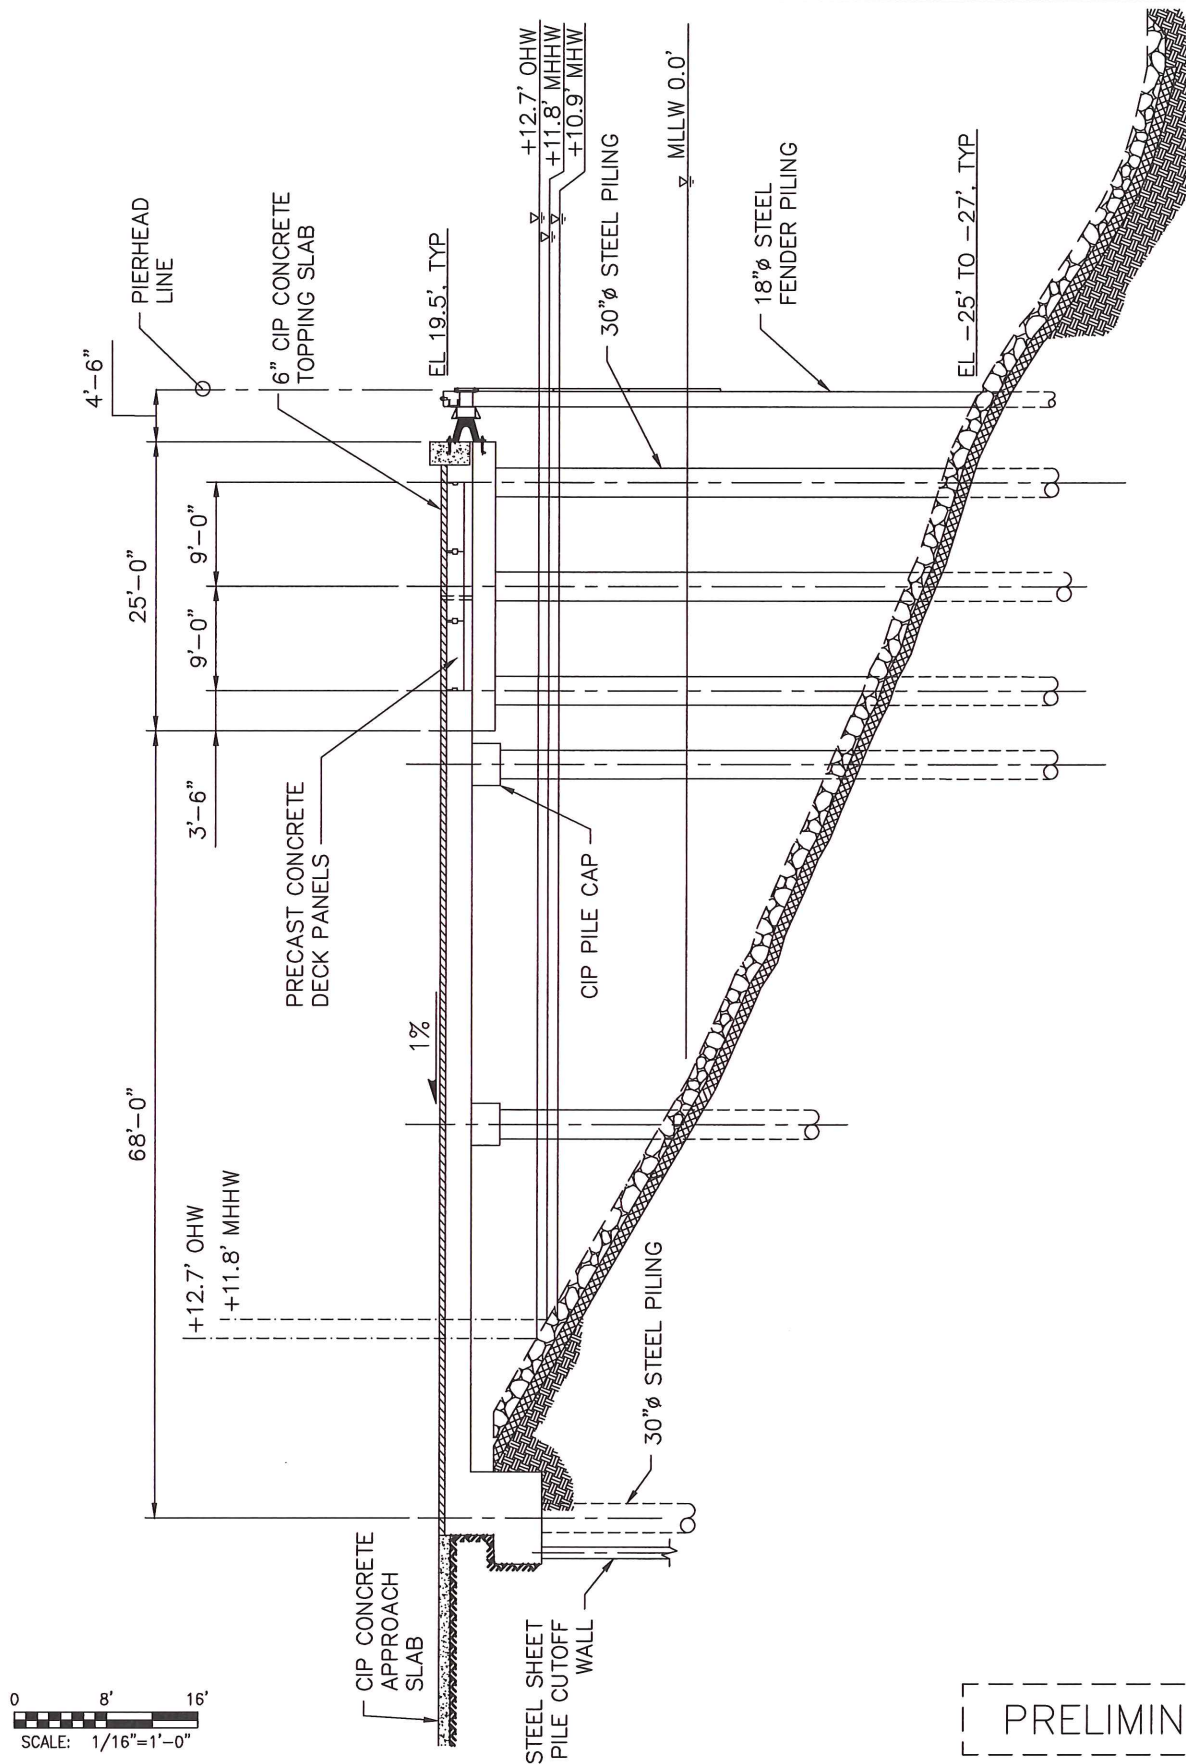 PIERHEAD
LINE
4'-6"
25'-0"
9'-0"
9'-0"
3'-6"
68'-0"
6" CIP CONCRETE
TOPPING SLAB
EL 19.5', TYP
+12.7' OHW
+11.8' MHHW
+10.9' MHW
MLLW 0.0'
30"ø STEEL PILING
18"ø STEEL
FENDER PILING
EL -25' TO -27', TYP
PRECAST CONCRETE
DECK PANELS
CIP PILE CAP
1%
+12.7' OHW
+11.8' MHHW
30"ø STEEL PILING
CIP CONCRETE
APPROACH
SLAB
STEEL SHEET
PILE CUTOFF
WALL
0 8' 16'
SCALE: 1/16"=1'-0"
PRELIMIN